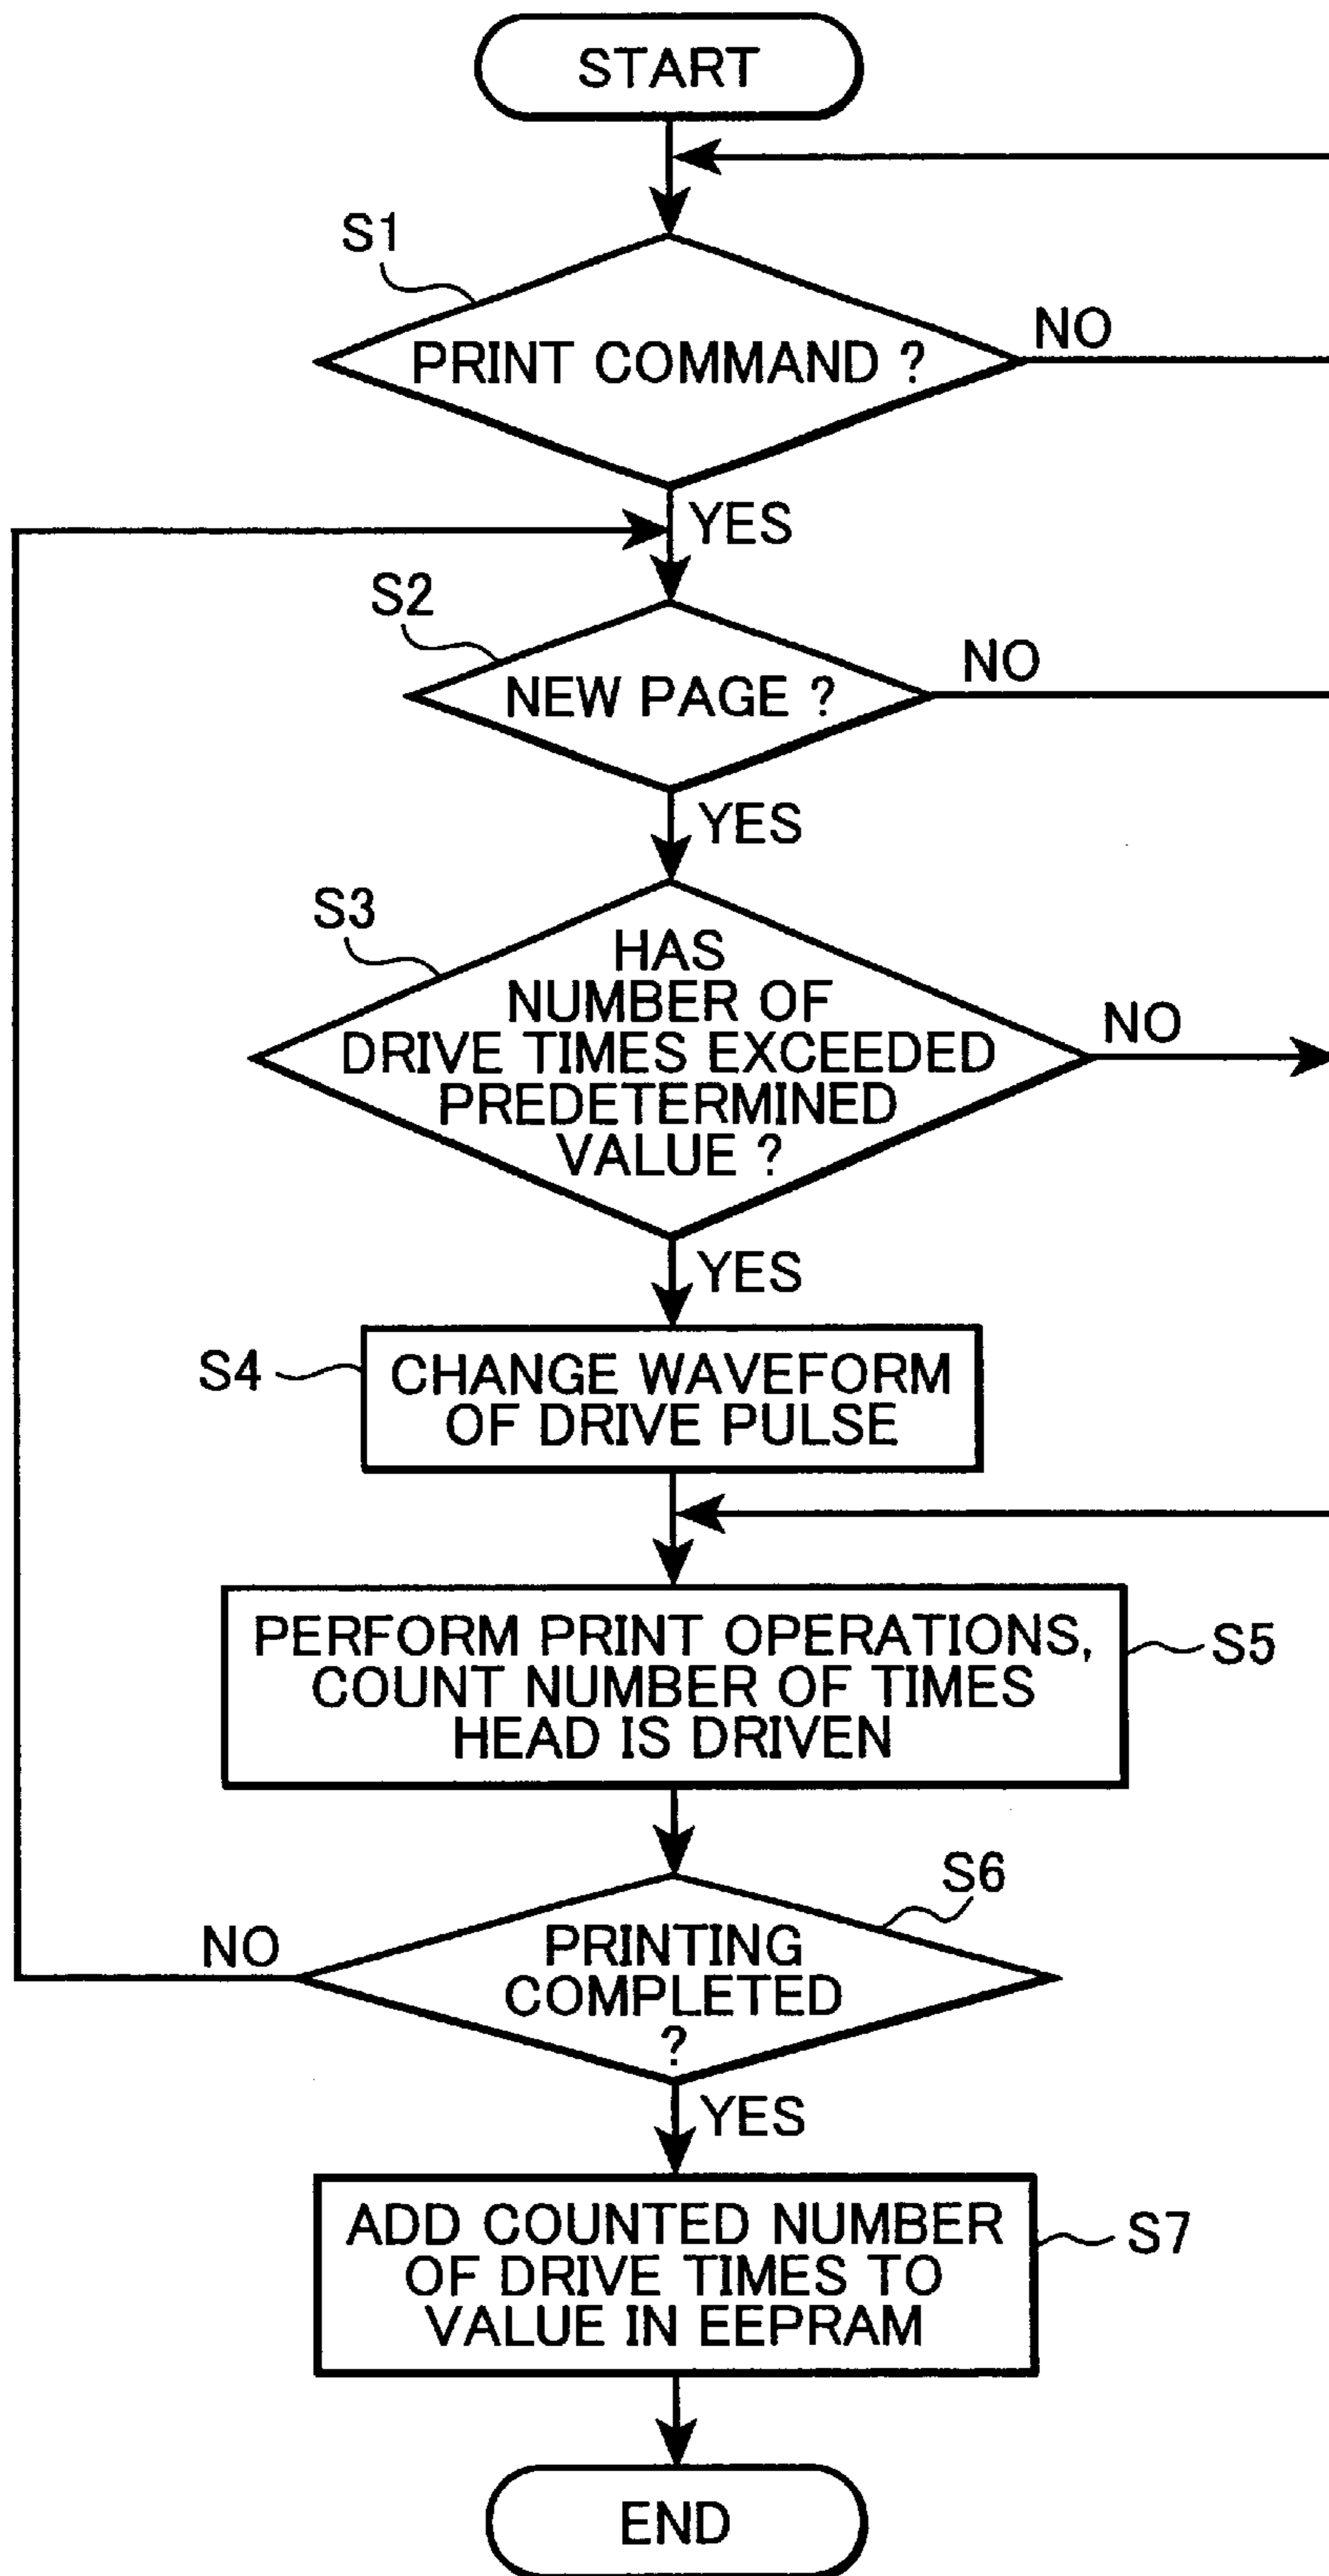 START
S1
PRINT COMMAND ?
NO
YES
S2
NEW PAGE ?
NO
YES
S3
HAS
NUMBER OF
DRIVE TIMES EXCEEDED
PREDETERMINED
VALUE ?
NO
YES
S4
CHANGE WAVEFORM
OF DRIVE PULSE
PERFORM PRINT OPERATIONS,
COUNT NUMBER OF TIMES
HEAD IS DRIVEN
S5
S6
NO
PRINTING
COMPLETED
?
YES
ADD COUNTED NUMBER
OF DRIVE TIMES TO
VALUE IN EEPRAM
S7
END